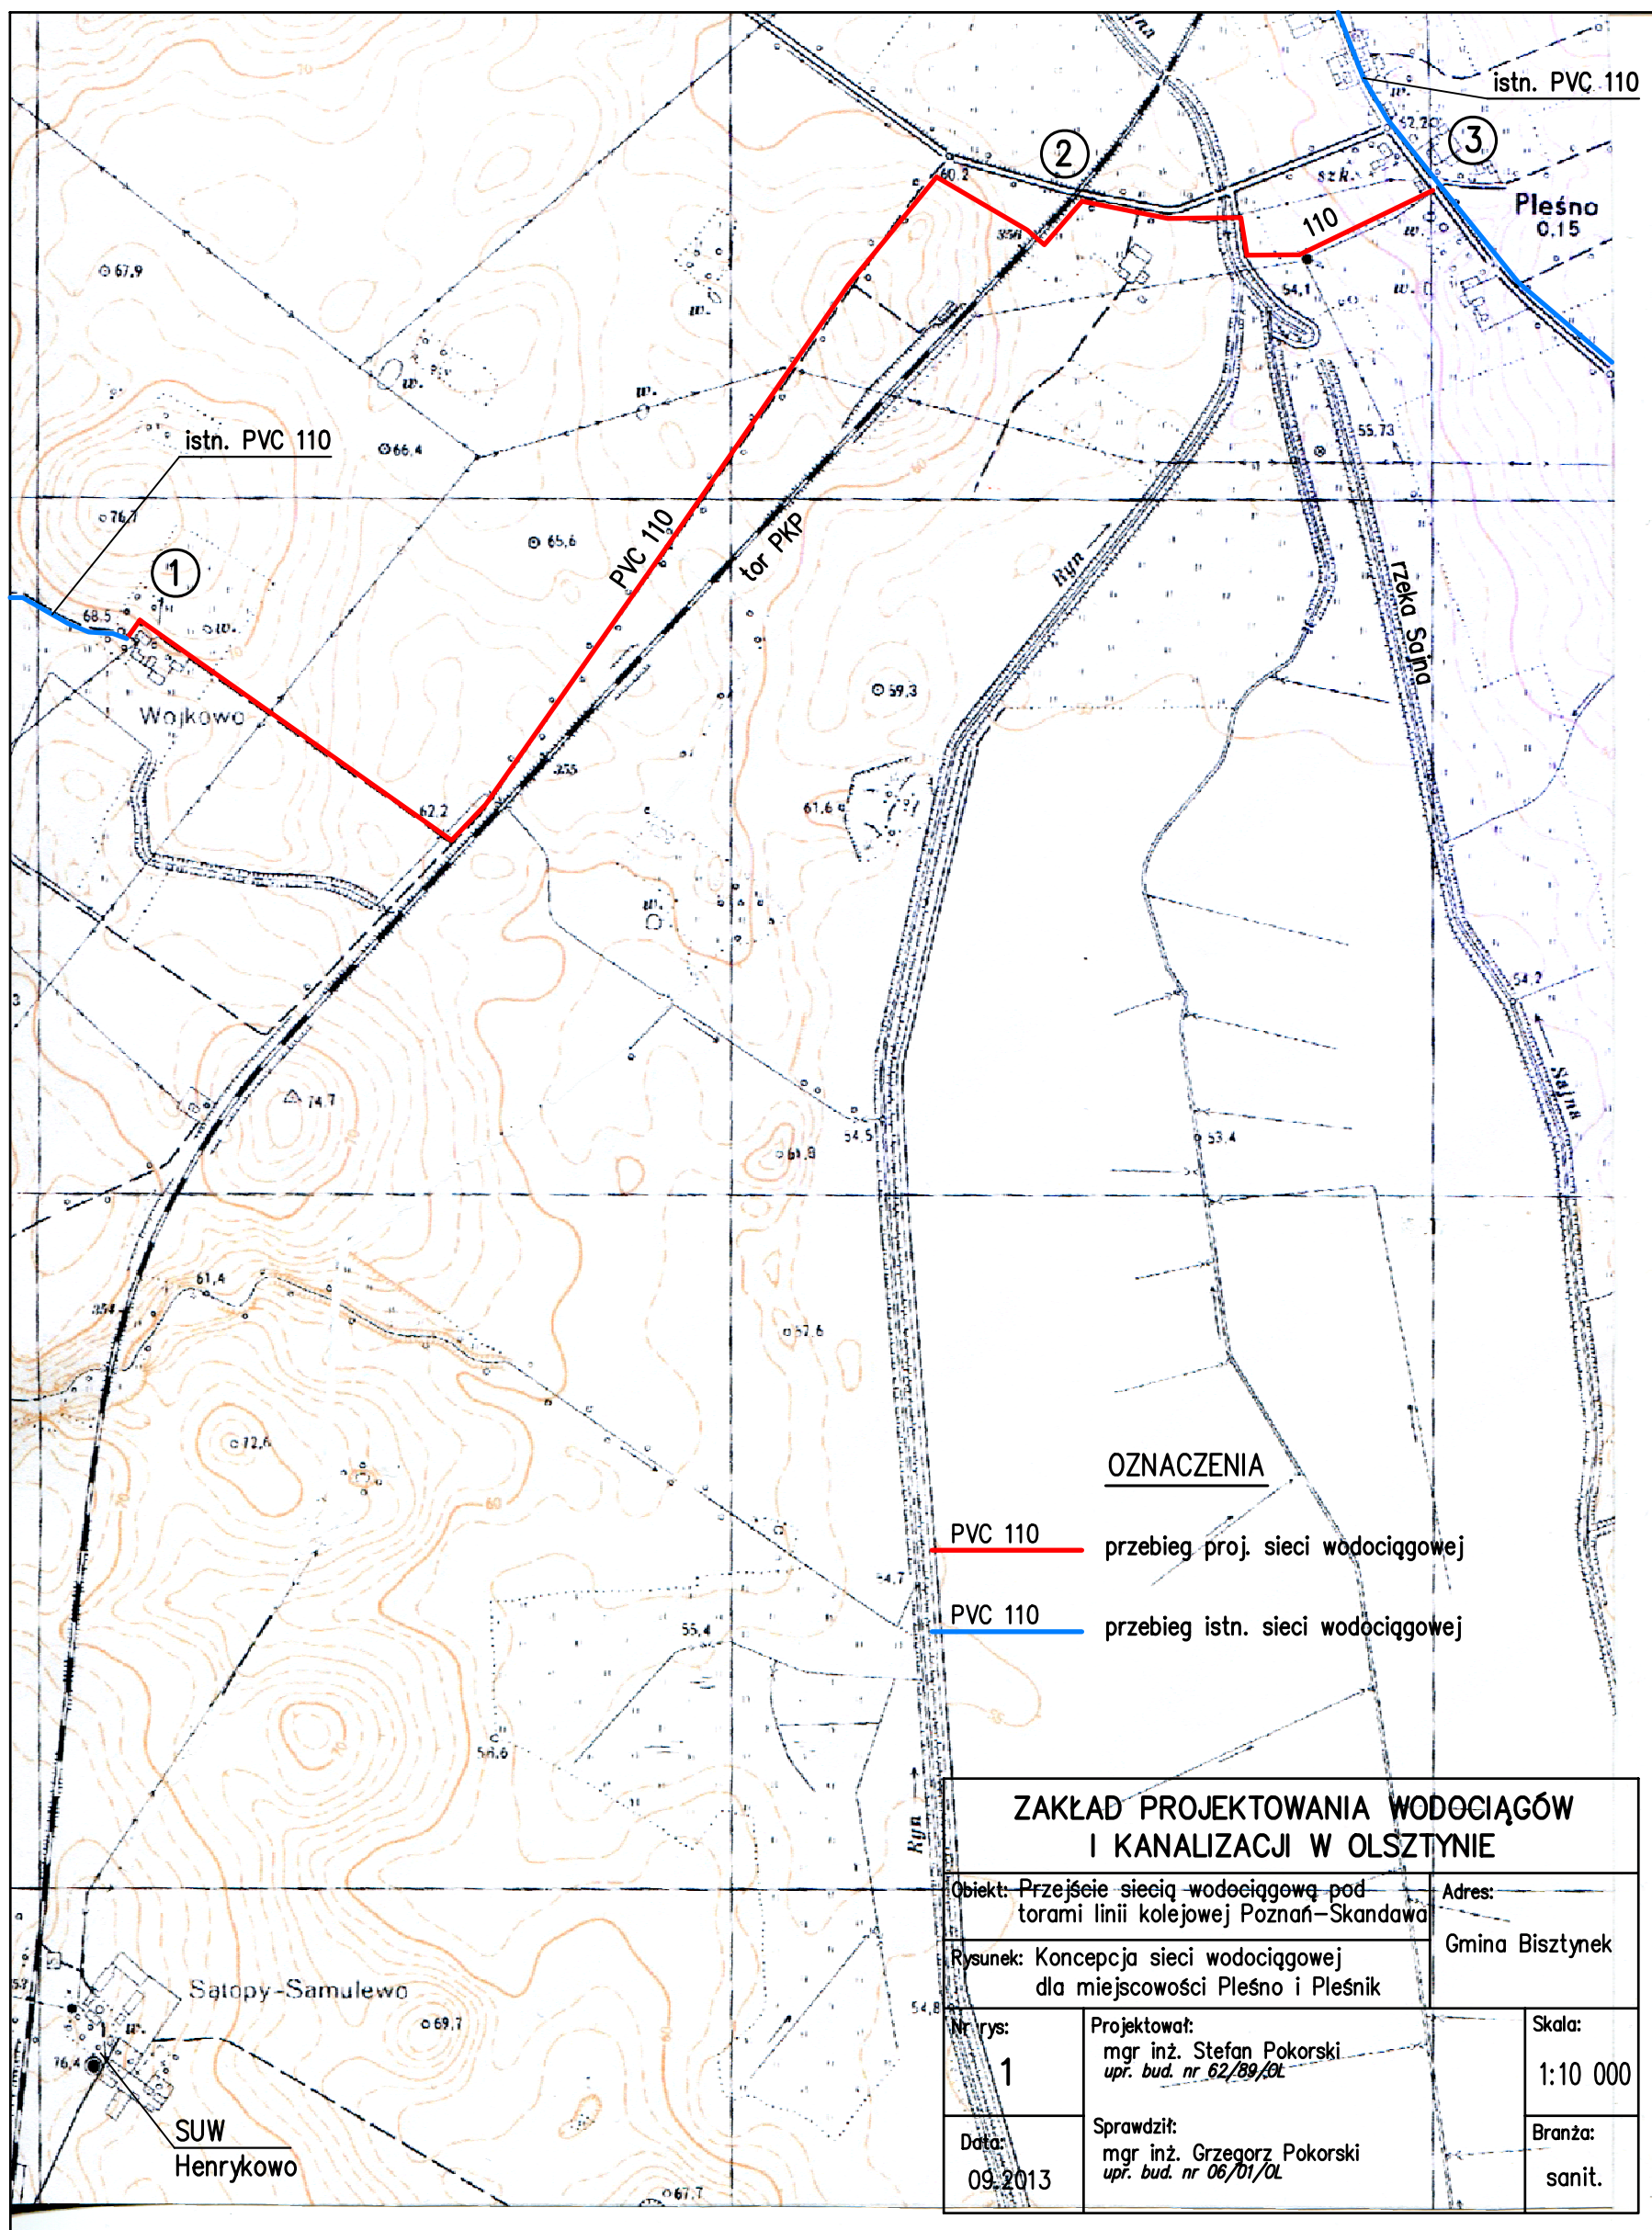 istn. PVC 110
2
3
52,2
60.2
szk.
Pleśno
0.15
110
356
w.
67,9
54,1
w.
w.
w.
w.
55,73
istn. PVC 110
66,4
76,7
65,6
PVC 110
tor PKP
1
Ryn
rzeka Sajna
68.5
w.
59,3
Wojkowo
255
62,2
61,6
w.
54,2
Sajna
74,7
54,5
53,4
61,4
354
57,6
72,6
60
OZNACZENIA
PVC 110
przebieg proj. sieci wodociągowej
54,7
PVC 110
przebieg istn. sieci wodociągowej
55,4
55
56,6
Ryn
ZAKŁAD PROJEKTOWANIA WODOCIĄGÓW
I KANALIZACJI W OLSZTYNIE
Obiekt: Przejście siecią wodociągową pod
torami linii kolejowej Poznań–Skandawa
Adres:
Gmina Bisztynek
Rysunek: Koncepcja sieci wodociągowej
dla miejscowości Pleśno i Pleśnik
Sątopy-Samulewo
54,8
69,7
w.
76,4
Nr rys:
1
Projektował:
mgr inż. Stefan Pokorski
upr. bud. nr 62/89/OL
Skala:
1:10 000
SUW
Henrykowo
Data:
09.2013
Sprawdził:
mgr inż. Grzegorz Pokorski
upr. bud. nr 06/01/OL
Branża:
sanit.
67,7